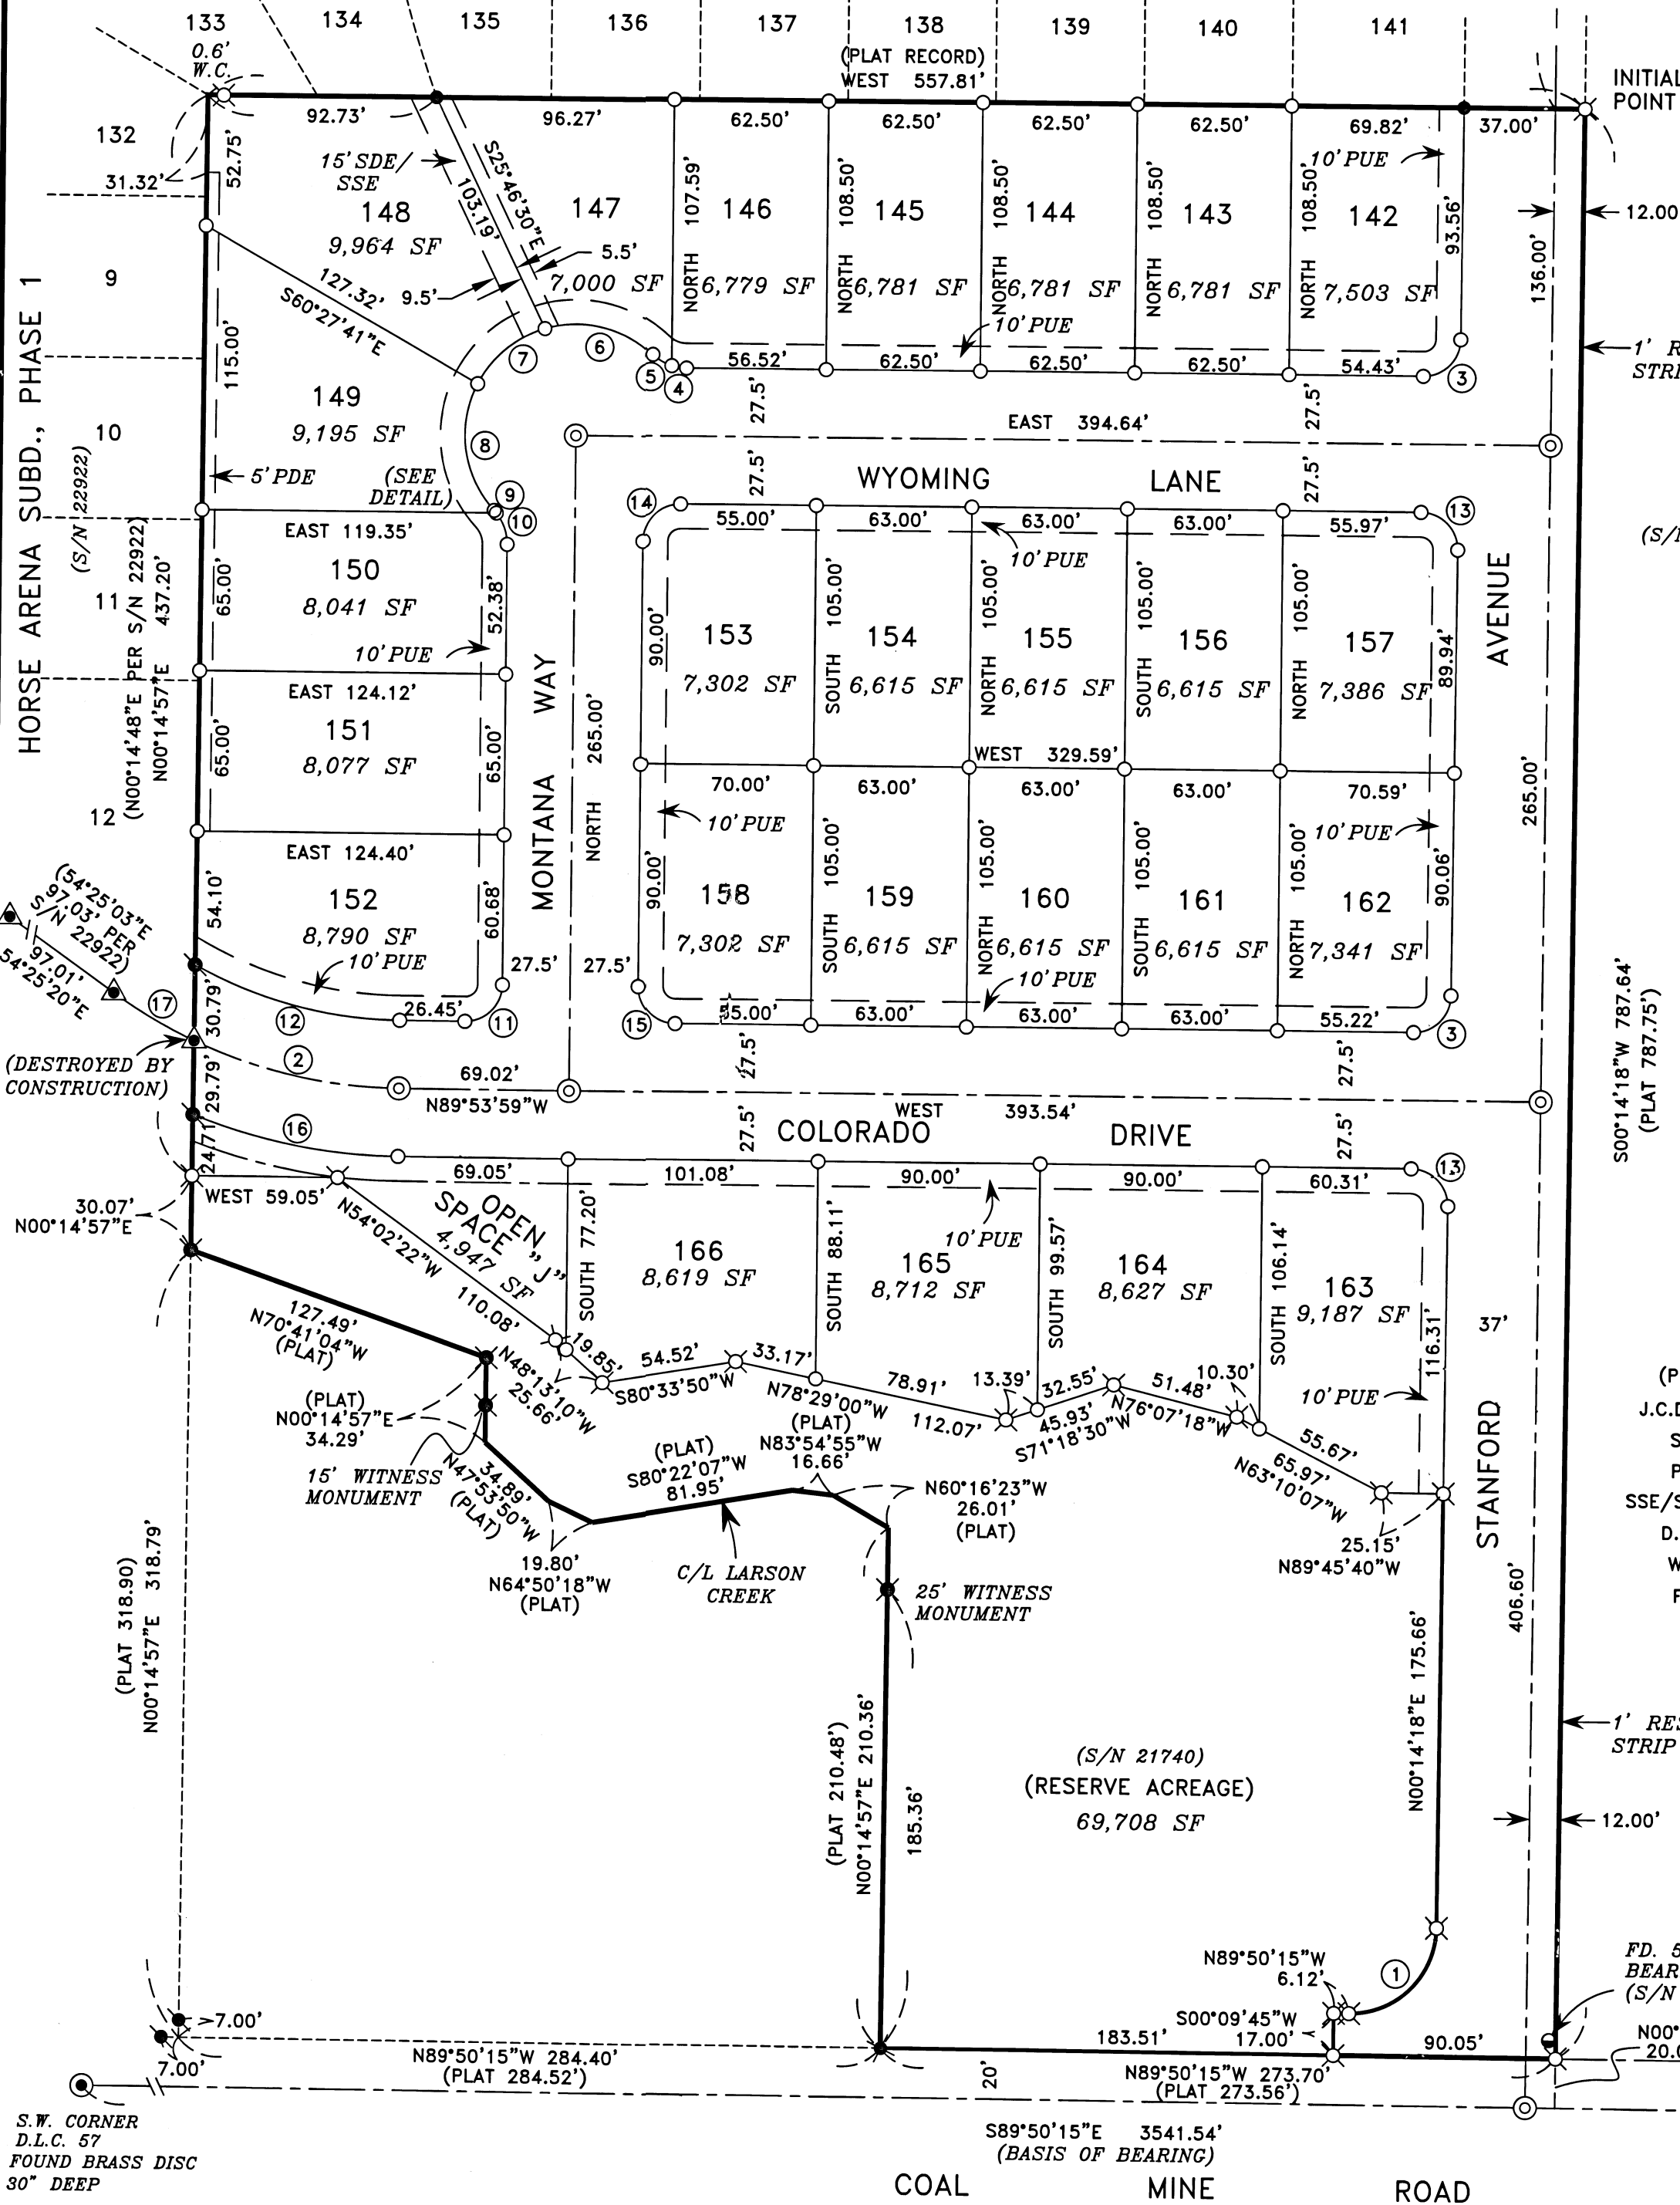 133
134
135
136
137
138
139
140
141
0.6'
W.C.
(PLAT RECORD)
WEST 557.81'
INITIAL
POINT
92.73'
96.27'
62.50'
62.50'
62.50'
62.50'
69.82'
37.00'
132
31.32'
52.75'
15' SDE/
SSE
S25°46'30"E
103.19'
5.5'
9.5'
148
9,964 SF
147
7,000 SF
NORTH 107.59'
146
6,779 SF
NORTH 108.50'
145
6,781 SF
NORTH 108.50'
144
6,781 SF
NORTH 108.50'
143
6,781 SF
NORTH 108.50'
142
7,503 SF
10' PUE
93.56'
136.00'
12.00
127.32'
S60°27'41"E
7
6
5
4
10' PUE
56.52'
62.50'
62.50'
62.50'
54.43'
3
HORSE ARENA SUBD., PHASE 1
(S/N 22922)
9
10
11
12
115.00'
149
9,195 SF
8
5' PDE
(SEE
DETAIL)
9
10
27.5'
27.5'
EAST 394.64'
27.5'
27.5'
WYOMING LANE
(N00°14'48"E PER S/N 22922)
N00°14'57"E 437.20'
EAST 119.35'
65.00'
150
8,041 SF
52.38'
10' PUE
EAST 124.12'
65.00'
151
8,077 SF
65.00'
EAST 124.40'
54.10'
152
8,790 SF
60.68'
10' PUE
26.45'
11
12
MONTANA WAY
NORTH 265.00'
14
55.00'
63.00'
63.00'
63.00'
55.97'
13
10' PUE
90.00'
153
7,302 SF
SOUTH 105.00'
154
6,615 SF
NORTH 105.00'
155
6,615 SF
SOUTH 105.00'
156
6,615 SF
NORTH 105.00'
157
7,386 SF
89.94'
AVENUE
WEST 329.59'
70.00'
63.00'
63.00'
63.00'
70.59'
10' PUE
10' PUE
90.00'
158
7,302 SF
SOUTH 105.00'
159
6,615 SF
NORTH 105.00'
160
6,615 SF
SOUTH 105.00'
161
6,615 SF
NORTH 105.00'
162
7,341 SF
90.06'
10' PUE
27.5'
27.5'
15
55.00'
63.00'
63.00'
63.00'
55.22'
3
265.00'
S00°14'18"W 787.64'
(PLAT 787.75')
(54°25'03"E
97.03' PER
S/N 22922)
97.01'
54°25'20"E
17
30.79'
(DESTROYED BY
CONSTRUCTION)
29.79'
2
69.02'
N89°53'59"W
27.5'
27.5'
WEST 393.54'
27.5'
27.5'
COLORADO DRIVE
24.71'
16
69.05'
101.08'
90.00'
90.00'
60.31'
13
WEST 59.05'
30.07'
N00°14'57"E
N54°02'22"W
110.08'
OPEN
SPACE "J"
4,947 SF
SOUTH 77.20'
166
8,619 SF
SOUTH 88.11'
165
8,712 SF
10' PUE
SOUTH 99.57'
164
8,627 SF
SOUTH 106.14'
163
9,187 SF
116.31'
10' PUE
37'
127.49'
N70°41'04"W
(PLAT)
19.85'
N48°13'10"W
25.66'
54.52'
S80°33'50"W
33.17'
N78°29'00"W
78.91'
112.07'
13.39'
32.55'
45.93'
S71°18'30"W
51.48'
N76°07'18"W
10.30'
55.67'
65.97'
N63°10'07"W
25.15'
N89°45'40"W
(PLAT)
N00°14'57"E
34.29'
15' WITNESS
MONUMENT
34.89'
N47°53'50"W
(PLAT)
(PLAT)
S80°22'07"W
81.95'
(PLAT)
N83°54'55"W
16.66'
N60°16'23"W
26.01'
(PLAT)
19.80'
N64°50'18"W
(PLAT)
C/L LARSON
CREEK
25' WITNESS
MONUMENT
STANFORD
406.60'
(PLAT 318.90)
N00°14'57"E 318.79'
(PLAT 210.48')
N00°14'57"E 210.36'
185.36'
(S/N 21740)
(RESERVE ACREAGE)
69,708 SF
N00°14'18"E 175.66'
12.00'
N89°50'15"W
6.12'
1
S00°09'45"W
17.00'
7.00'
7.00'
N89°50'15"W 284.40'
(PLAT 284.52')
183.51'
90.05'
N89°50'15"W 273.70'
(PLAT 273.56')
20'
S89°50'15"E 3541.54'
(BASIS OF BEARING)
S.W. CORNER
D.L.C. 57
FOUND BRASS DISC
30" DEEP
COAL MINE ROAD